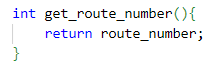 int get_route_number(){
    return route_number;
}